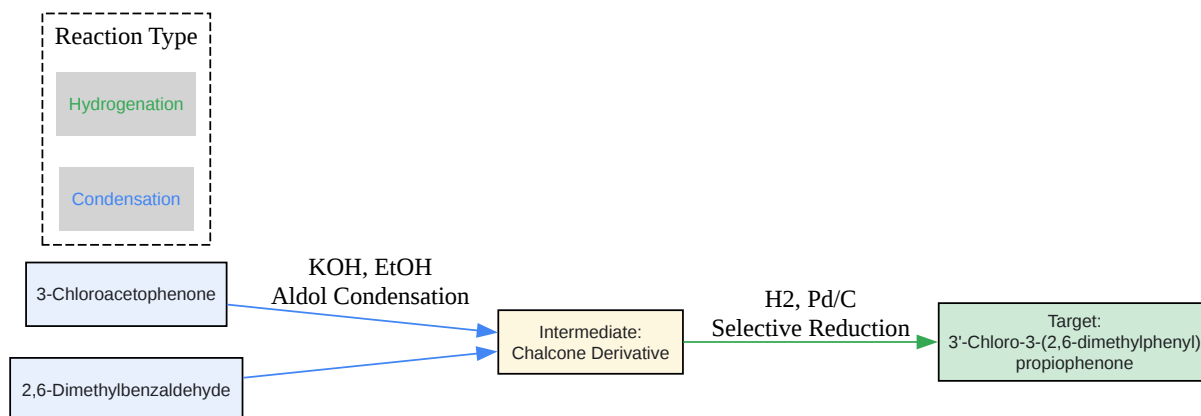 Reaction Type
Hydrogenation
Condensation
3-Chloroacetophenone
2,6-Dimethylbenzaldehyde
KOH, EtOH
Aldol Condensation
Intermediate:
Chalcone Derivative
H2, Pd/C
Selective Reduction
Target:
3'-Chloro-3-(2,6-dimethylphenyl)
propiophenone